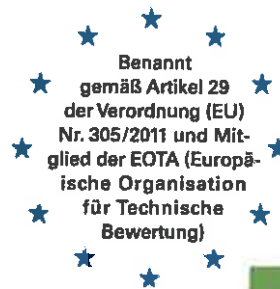 Benannt
gemäß Artikel 29
der Verordnung (EU)
Nr. 305/2011 und Mit-
glied der EOTA (Europä-
ische Organisation
für Technische
Bewertung)